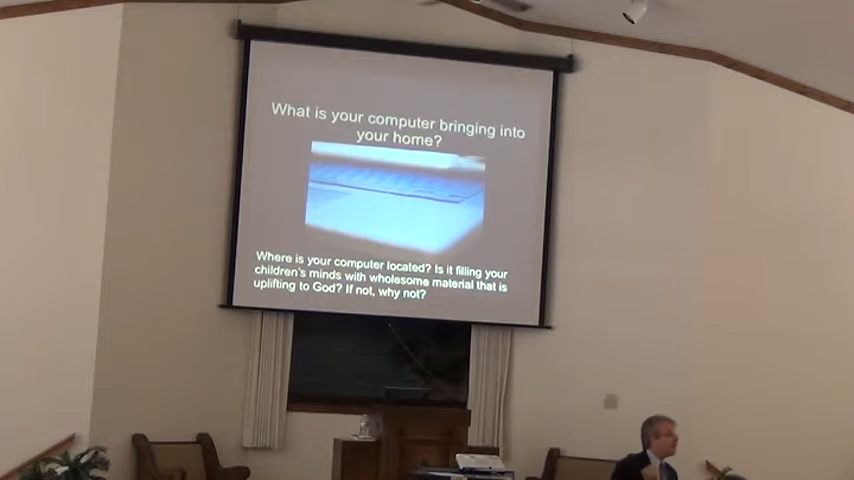 What is your computer bringing into
your home?
Where is your computer located? Is it filling your
children's minds with wholesome material that is
uplifting to God? If not, why not?